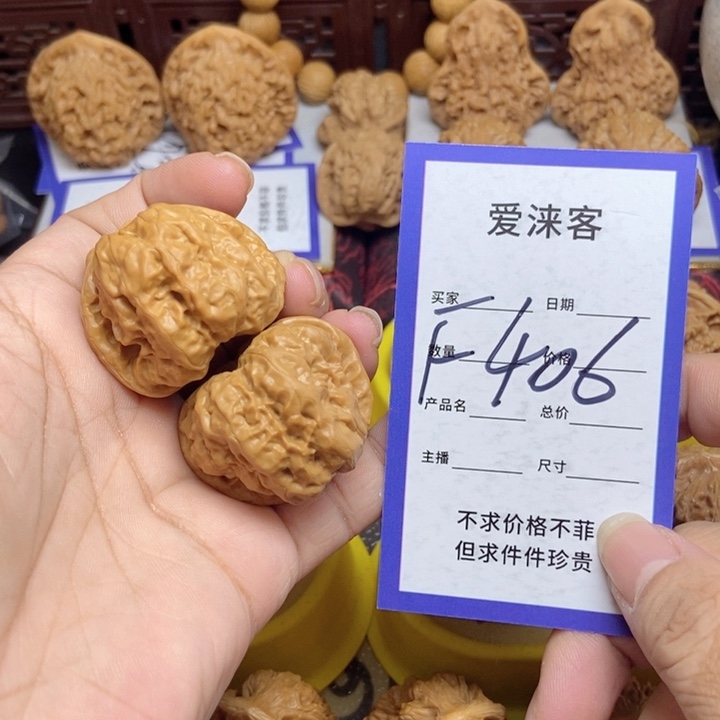 爱涞客
买家 日期
F406
数量 价格
产品名 总价
主播 尺寸
不求价格不菲
但求件件珍贵